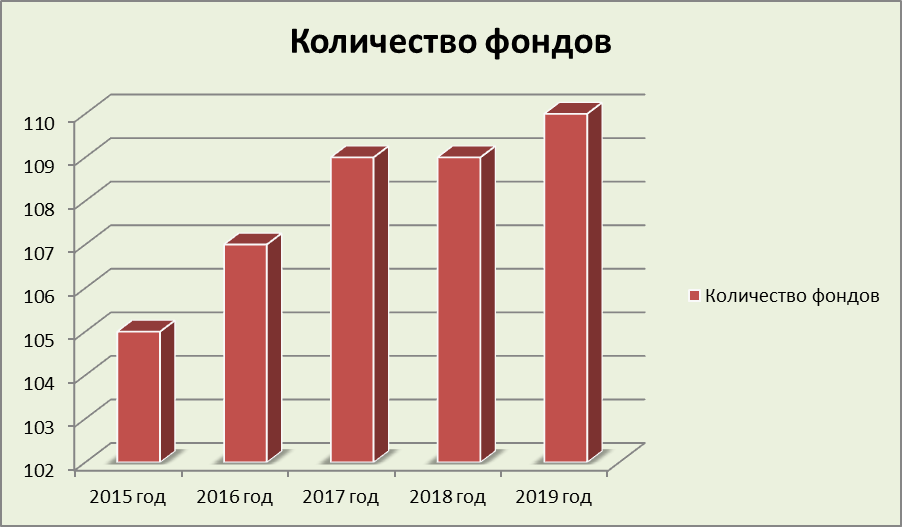 Количество фондов
110
109
108
107
106
105
104
103
102
2015 год
2016 год
2017 год
2018 год
2019 год
Количество фондов